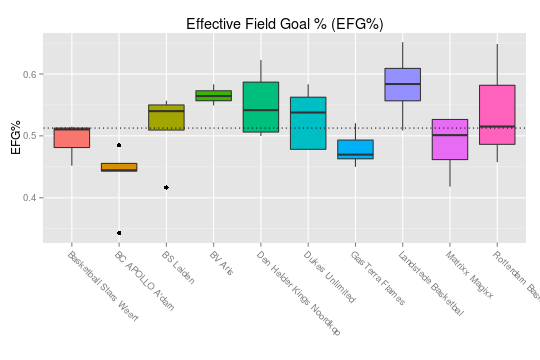 Effective Field Goal % (EFG%)
EFG%
0.6
0.5
0.4
Basketball Stars Weert
BC APOLLO A'dam
BS Leiden
BV Aris
Den Helder Kings Noordkop
Dukes Unlimited
GasTerra Flames
Landstede Basketbal
Matrixx Magixx
Rotterdam Bas